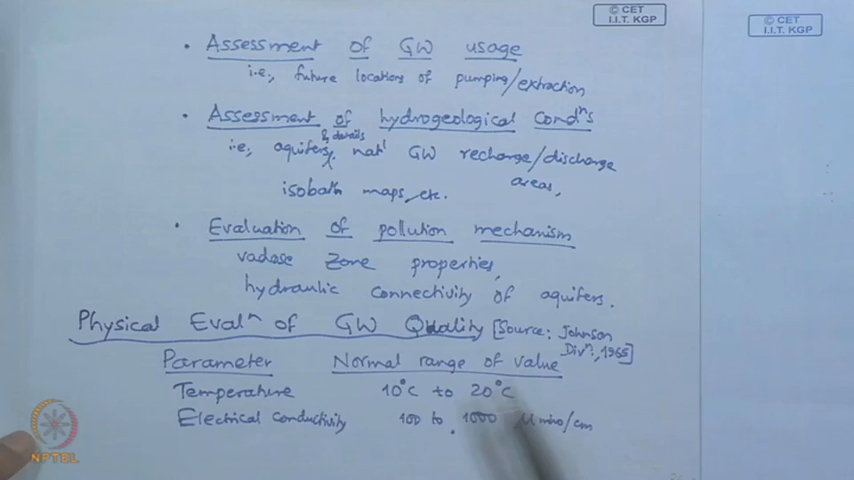 © CET
I.I.T. KGP
© CET
I.I.T. KGP
• Assessment of GW usage
i.e., future locations of pumping/extraction
• Assessment of hydrogeological Condⁿs
& details
i.e, aquifers, natˡ GW recharge/discharge
areas,
isobath maps, etc.
• Evaluation of pollution mechanism
vadose zone properties,
hydraulic connectivity of aquifers.
Physical Evalⁿ of GW Quality [Source: Johnson
Divⁿ., 1965]
Parameter Normal range of value
Temperature 10°C to 20°C
Electrical conductivity 100 to 1000 μ mho/cm
NPTEL